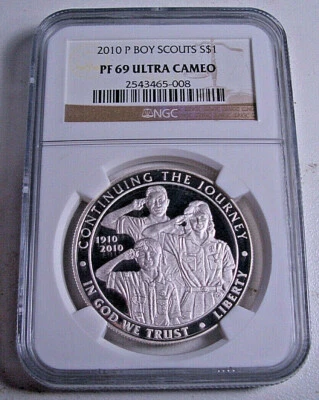 2010 P BOY SCOUTS S$1
PF 69 ULTRA CAMEO
2543465-008
NGC
CONTINUING THE JOURNEY
1910
2010
IN GOD WE TRUST • LIBERTY